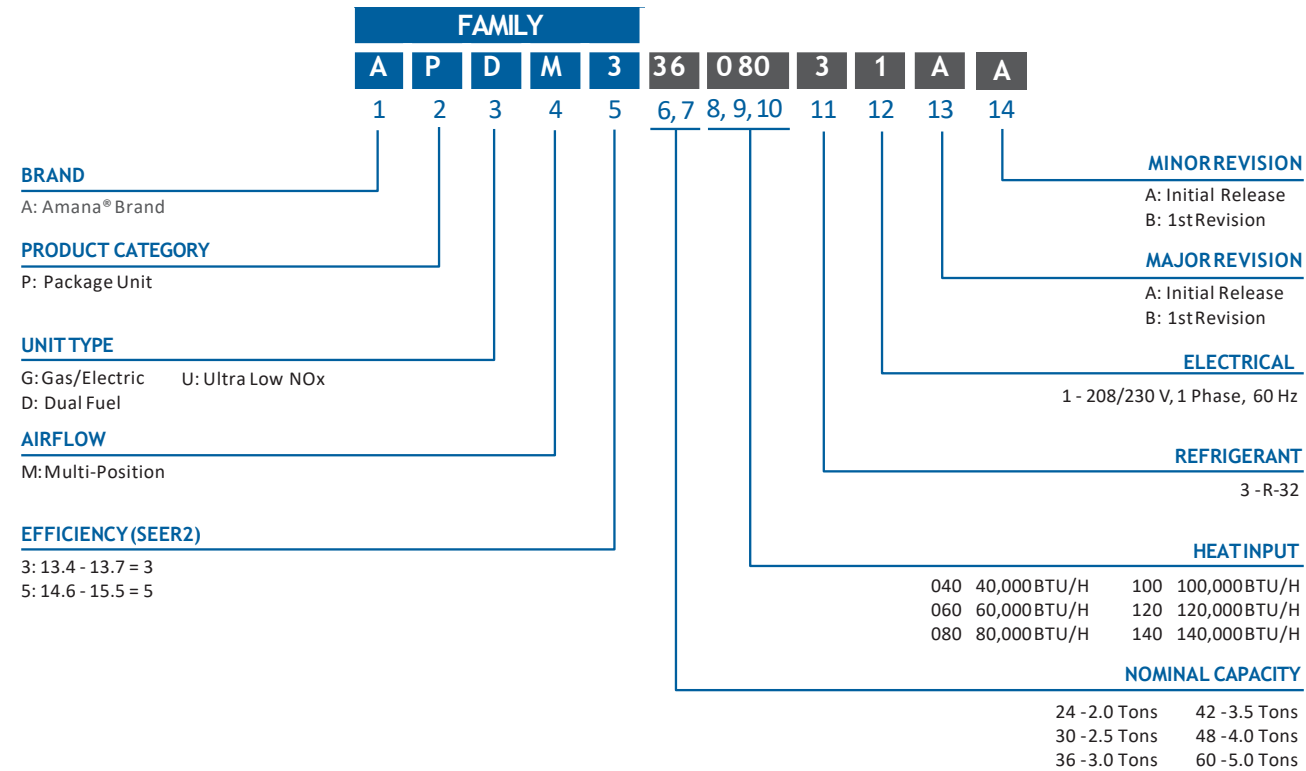 FAMILY
A P D M 3 36 080 3 1 A A
1 2 3 4 5 6, 7 8, 9, 10 11 12 13 14
BRAND
A: Amana® Brand
PRODUCT CATEGORY
P: Package Unit
UNIT TYPE
G: Gas/Electric U: Ultra Low NOx
D: Dual Fuel
AIRFLOW
M: Multi-Position
EFFICIENCY (SEER2)
3: 13.4 - 13.7 = 3
5: 14.6 - 15.5 = 5
MINOR REVISION
A: Initial Release
B: 1st Revision
MAJOR REVISION
A: Initial Release
B: 1st Revision
ELECTRICAL
1 - 208/230 V, 1 Phase, 60 Hz
REFRIGERANT
3 - R-32
HEAT INPUT
040 40,000 BTU/H 100 100,000 BTU/H
060 60,000 BTU/H 120 120,000 BTU/H
080 80,000 BTU/H 140 140,000 BTU/H
NOMINAL CAPACITY
24 - 2.0 Tons 42 - 3.5 Tons
30 - 2.5 Tons 48 - 4.0 Tons
36 - 3.0 Tons 60 - 5.0 Tons